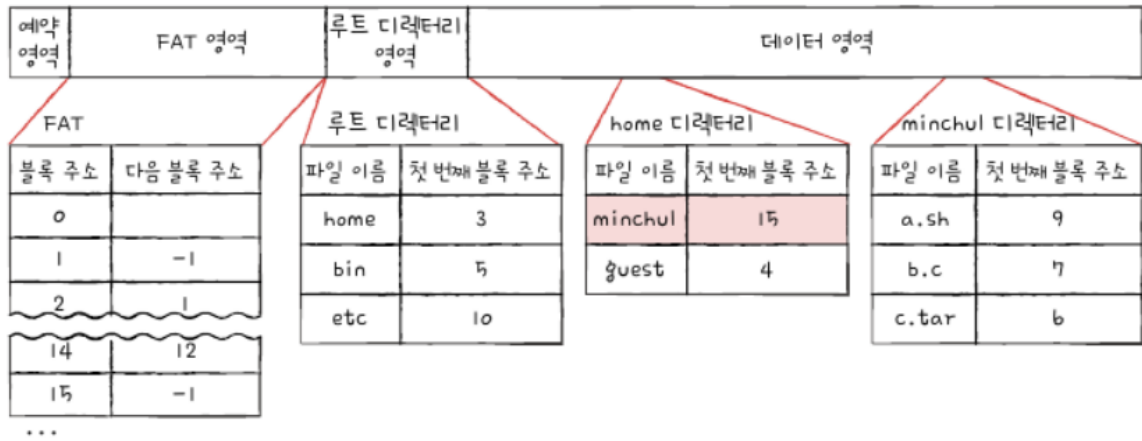 예약 영역
FAT 영역
루트 디렉터리 영역
데이터 영역
FAT
블록 주소 다음 블록 주소
0
1 -1
2 1
14 12
15 -1
...
루트 디렉터리
파일 이름 첫 번째 블록 주소
home 3
bin 5
etc 10
home 디렉터리
파일 이름 첫 번째 블록 주소
minchul 15
guest 4
minchul 디렉터리
파일 이름 첫 번째 블록 주소
a.sh 9
b.c 7
c.tar 6